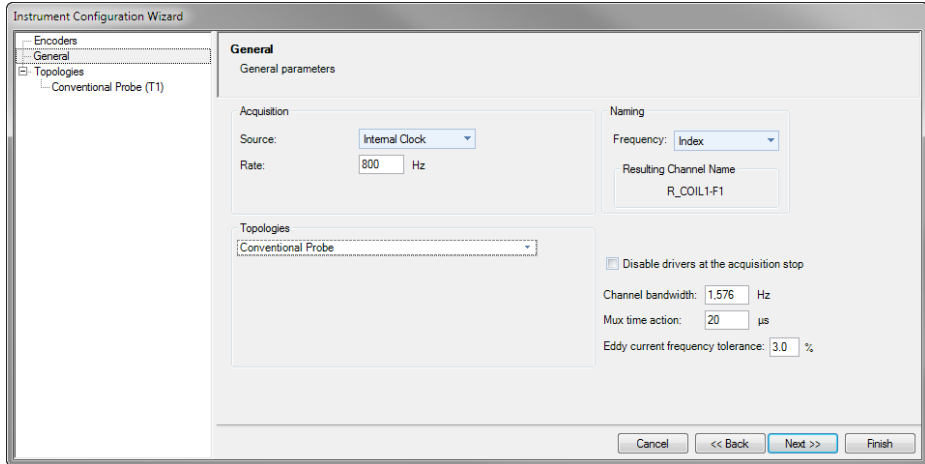 Instrument Configuration Wizard
Encoders
General
Topologies
Conventional Probe (T1)
General
General parameters
Acquisition
Source: Internal Clock
Rate: 800 Hz
Naming
Frequency: Index
Resulting Channel Name
R_COIL1-F1
Topologies
Conventional Probe
Disable drivers at the acquisition stop
Channel bandwidth: 1,576 Hz
Mux time action: 20 µs
Eddy current frequency tolerance: 3.0 %
Cancel << Back Next >> Finish